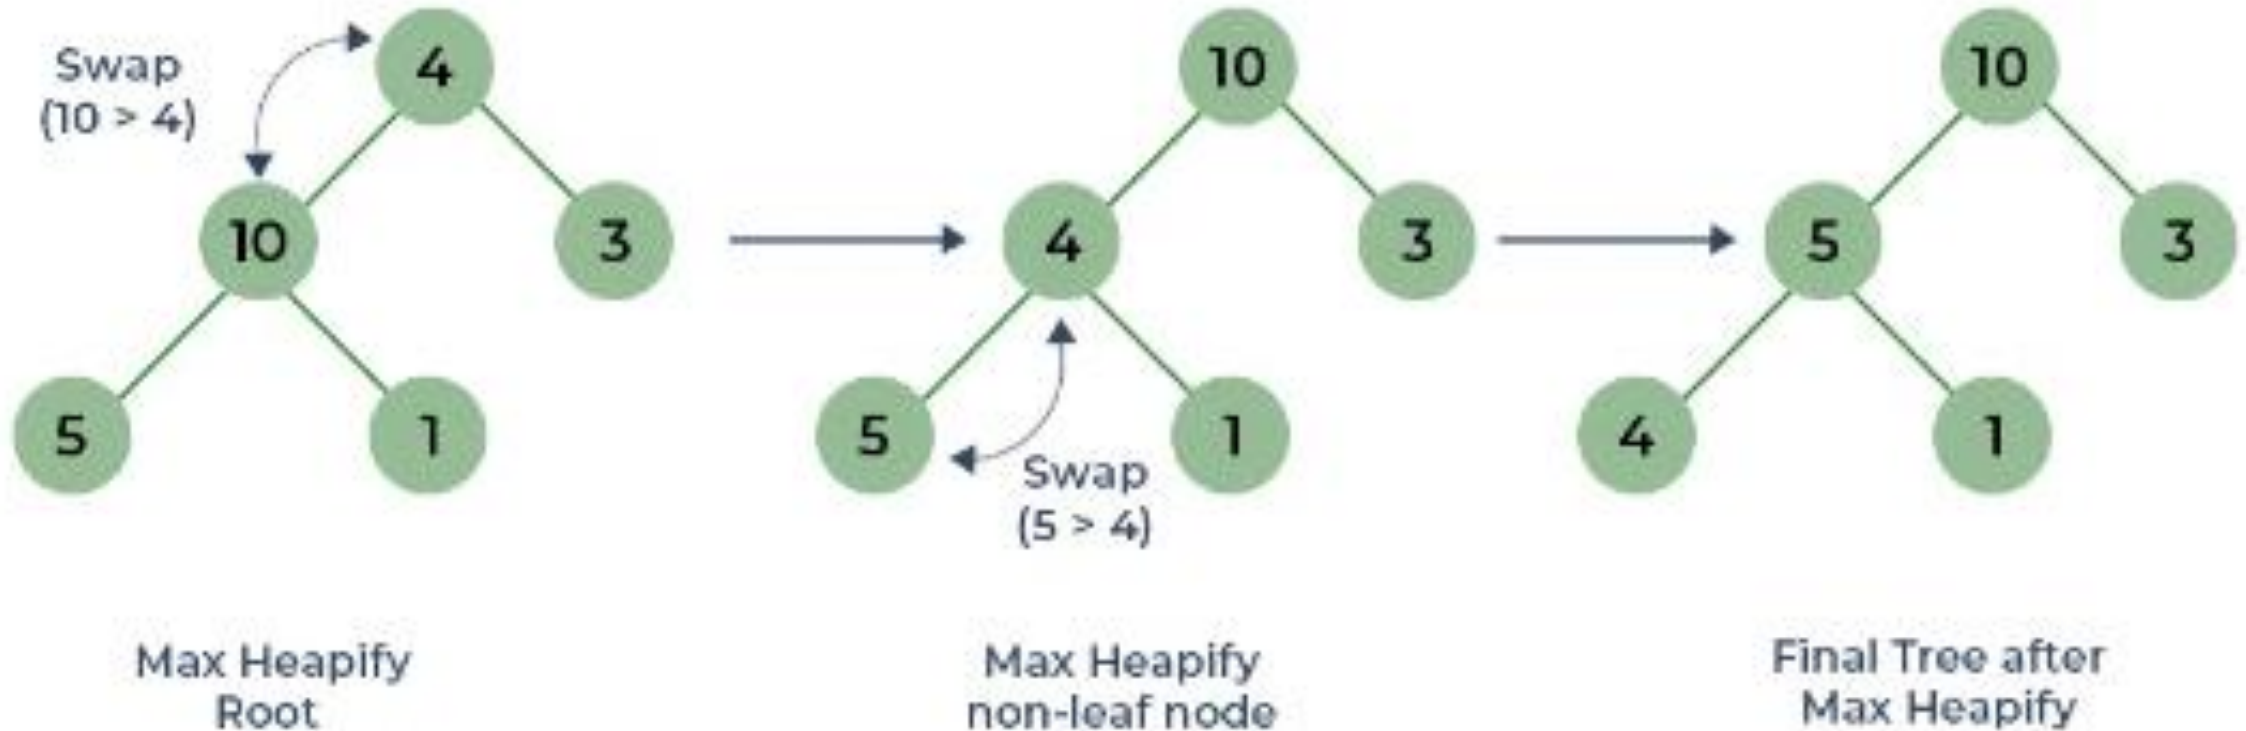 Swap
(10 > 4)
4
10
3
5
1
Max Heapify
Root
10
4
3
5
1
Swap
(5 > 4)
Max Heapify
non-leaf node
10
5
3
4
1
Final Tree after
Max Heapify